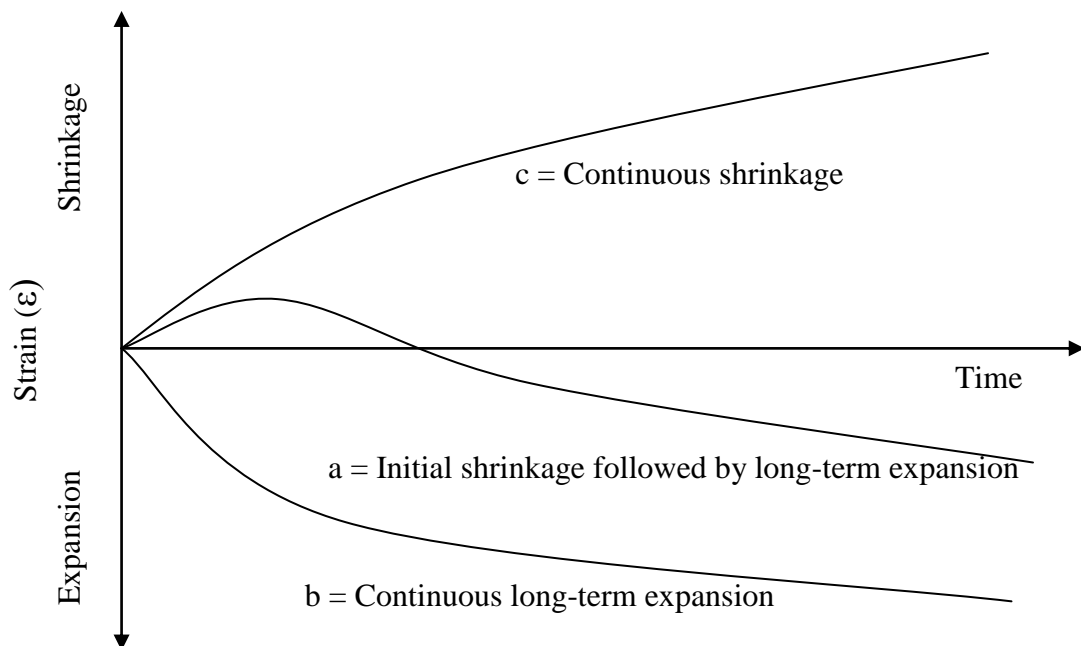 Shrinkage
c = Continuous shrinkage
Strain (ε)
Time
a = Initial shrinkage followed by long-term expansion
Expansion
b = Continuous long-term expansion